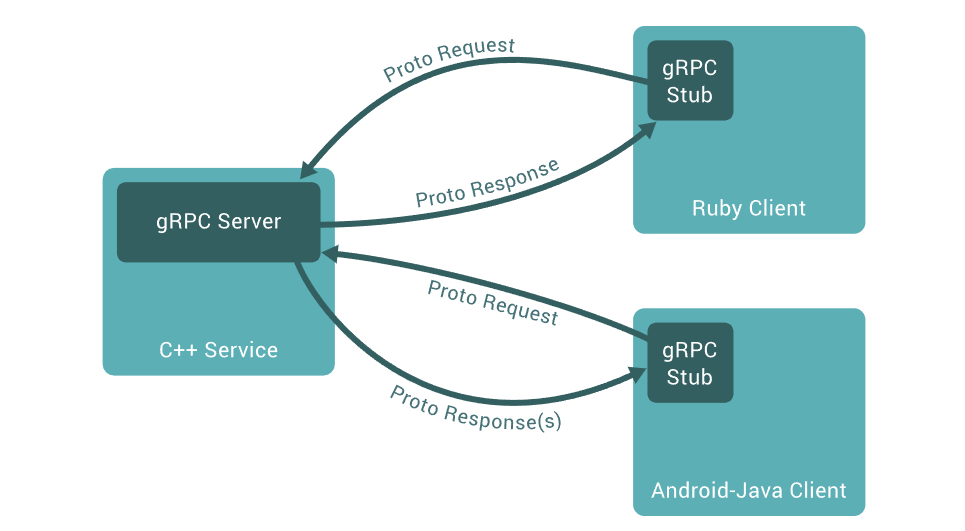 Proto Request
gRPC
Stub
Proto Response
Ruby Client
gRPC Server
C++ Service
Proto Request
gRPC
Stub
Proto Response(s)
Android-Java Client